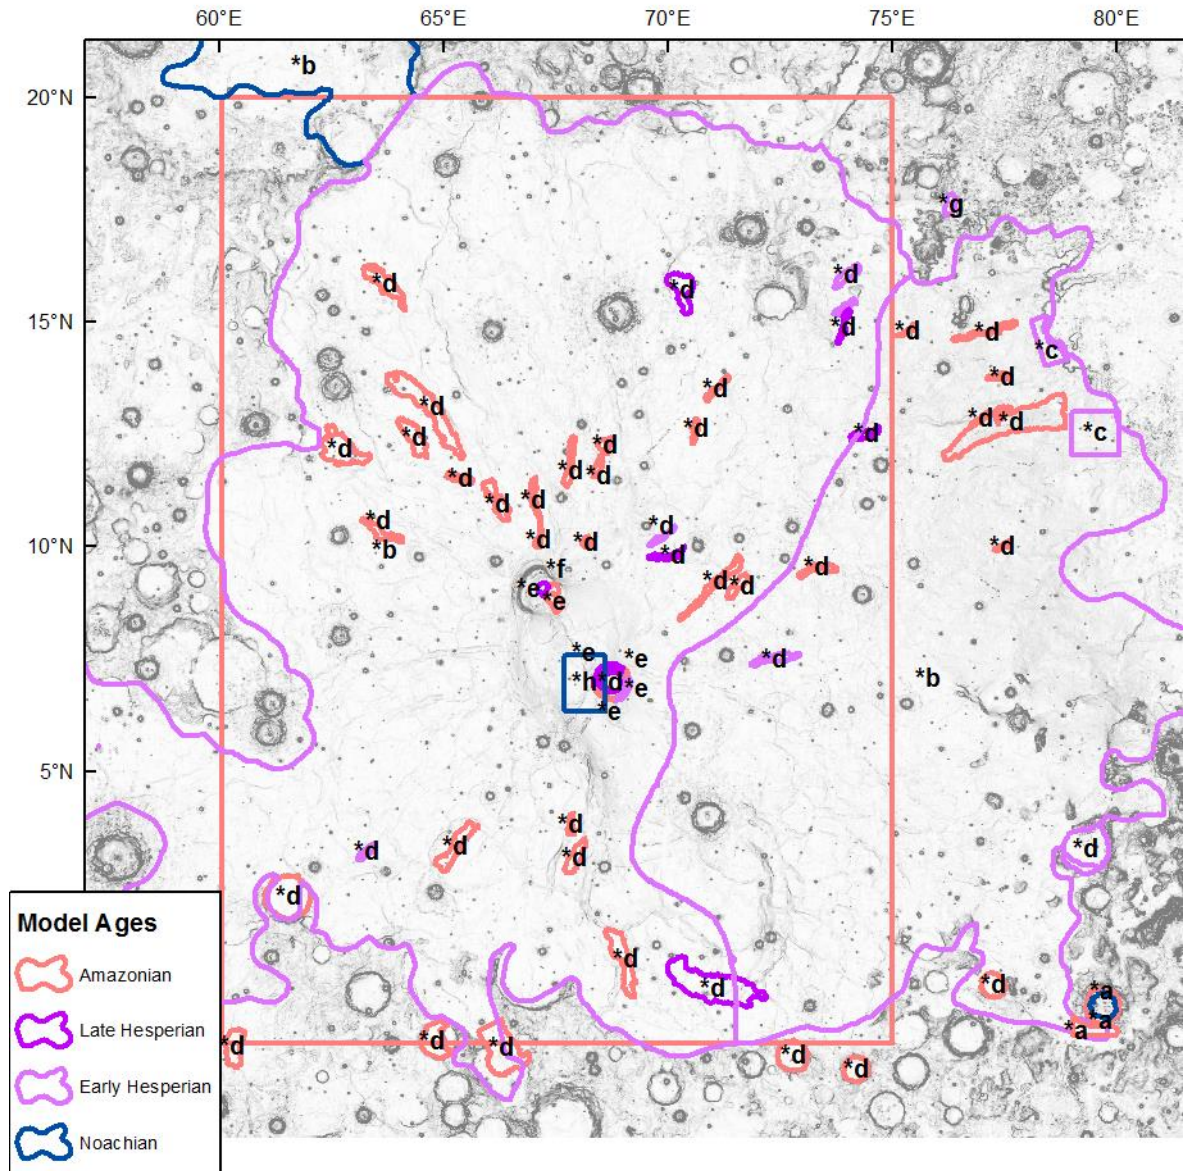 60°E 65°E 70°E 75°E 80°E
*b
20°N
*g
*d *d
*d
15°N *d *d *d
*c
*d *d
*d *d *d *c
*d *d *d *d
*d *d *d *d
*d *d *d
*d *d
10°N *b *d *d *d *d
*f *d
*e *e *d *d
*e *e *d
*h *d *e *b
*e
5°N
*d
*d *d *d *d
*d
*d
*d *d
*a
*a
*d *d *d *d *d *a
Model Ages
Amazonian
Late Hesperian
Early Hesperian
Noachian